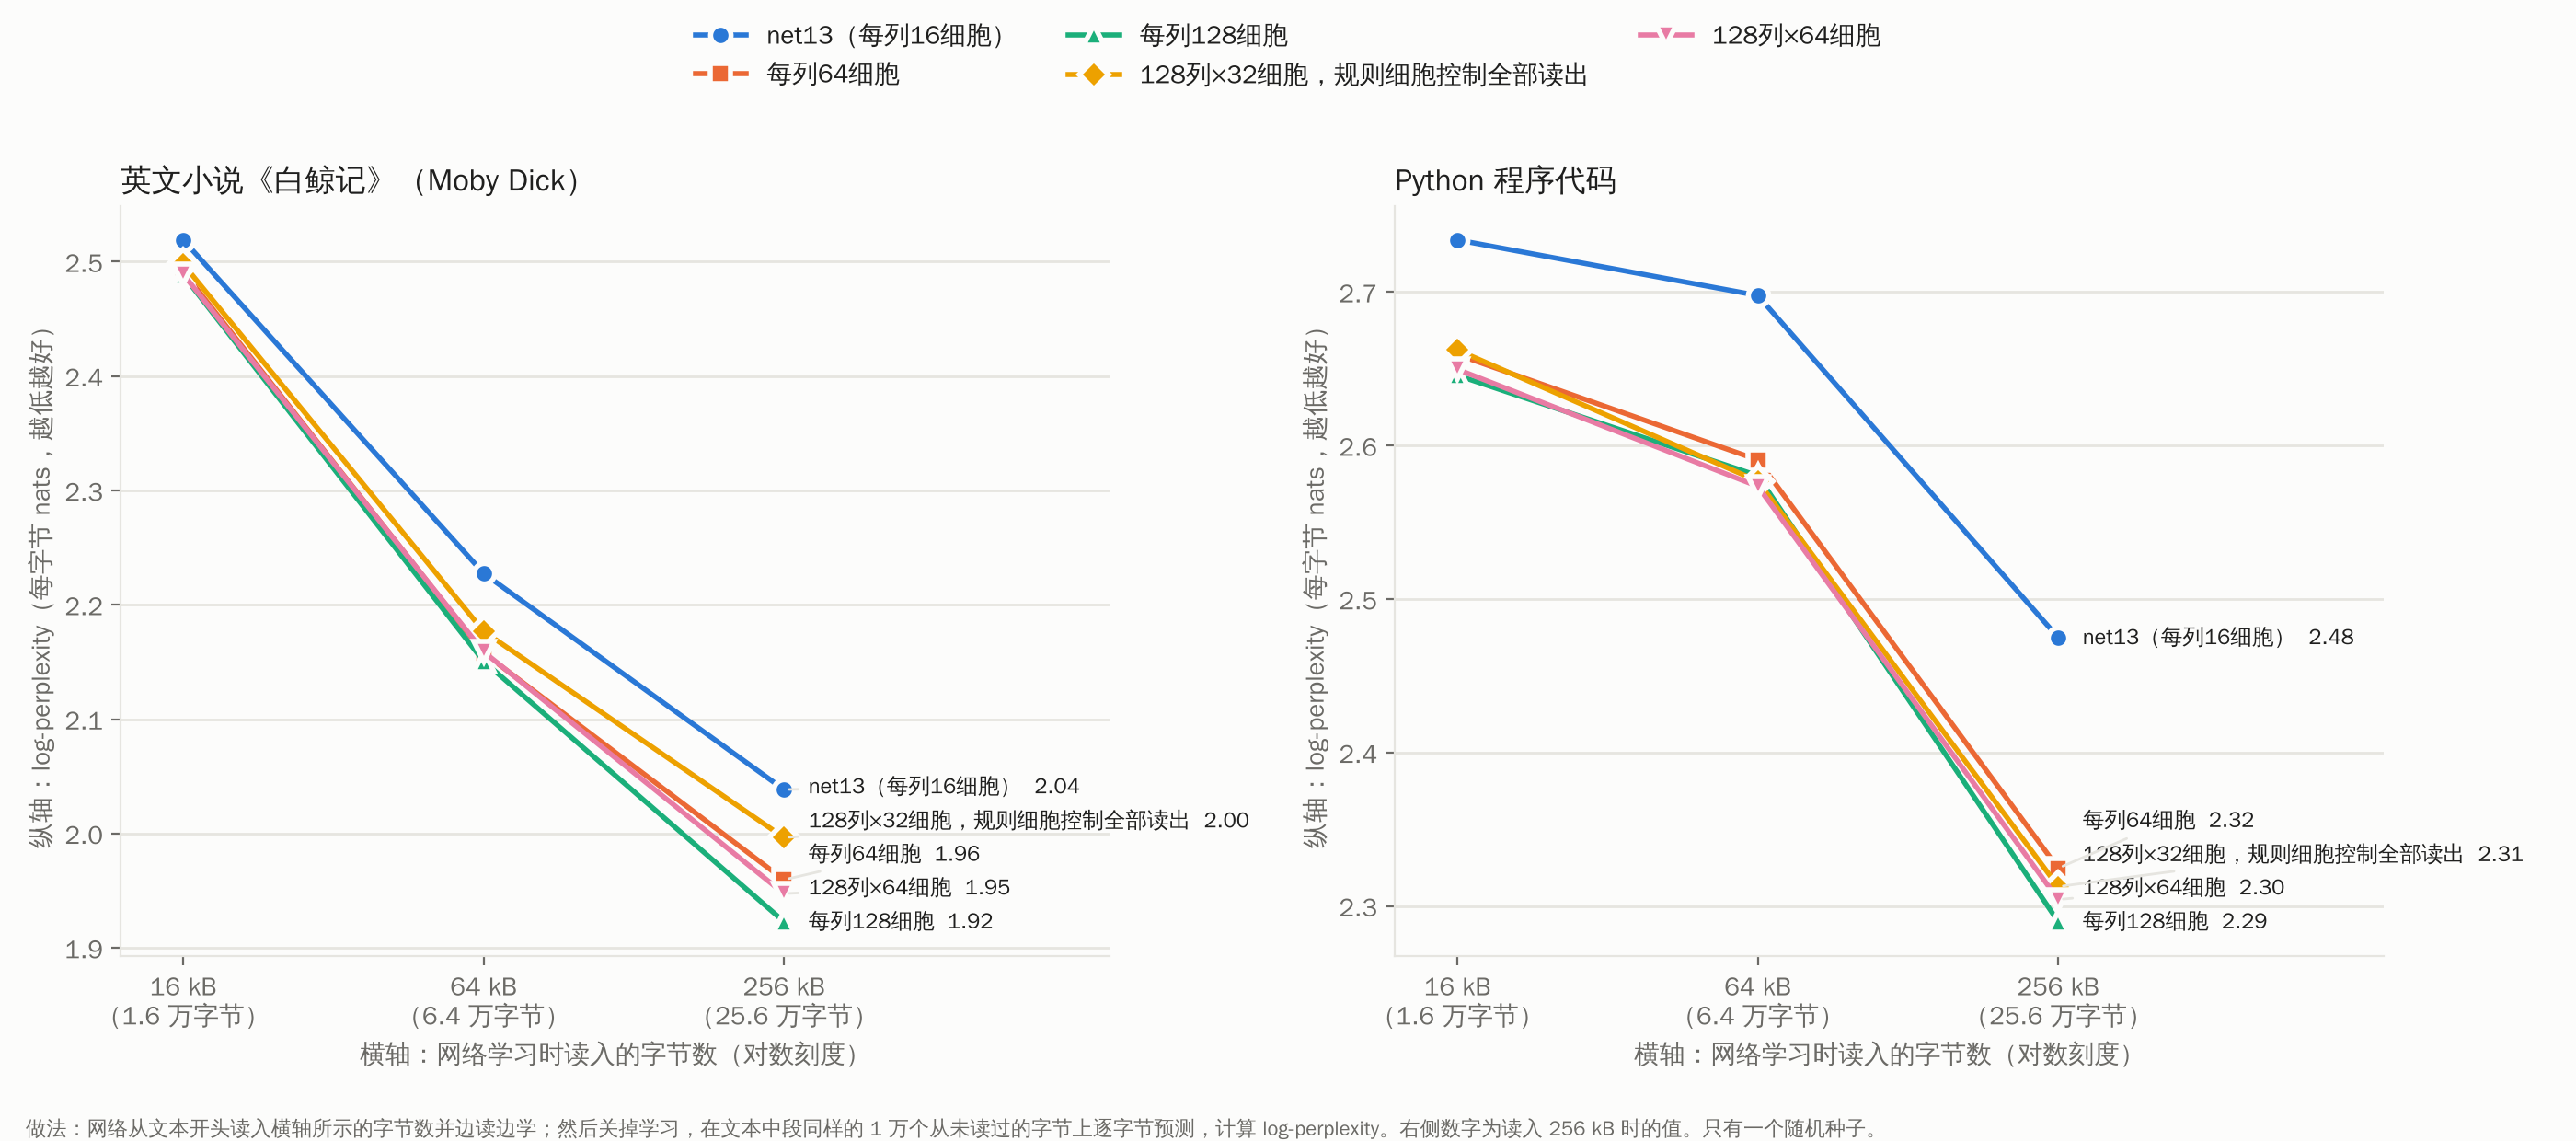 net13（每列16细胞）
每列64细胞
每列128细胞
128列×32细胞，规则细胞控制全部读出
128列×64细胞
英文小说《白鲸记》（Moby Dick）
纵轴：log-perplexity（每字节 nats，越低越好）
2.5
2.4
2.3
2.2
2.1
2.0
1.9
net13（每列16细胞） 2.04
128列×32细胞，规则细胞控制全部读出 2.00
每列64细胞 1.96
128列×64细胞 1.95
每列128细胞 1.92
16 kB
（1.6 万字节）
64 kB
（6.4 万字节）
256 kB
（25.6 万字节）
横轴：网络学习时读入的字节数（对数刻度）
Python 程序代码
纵轴：log-perplexity（每字节 nats，越低越好）
2.7
2.6
2.5
2.4
2.3
net13（每列16细胞） 2.48
每列64细胞 2.32
128列×32细胞，规则细胞控制全部读出 2.31
128列×64细胞 2.30
每列128细胞 2.29
16 kB
（1.6 万字节）
64 kB
（6.4 万字节）
256 kB
（25.6 万字节）
横轴：网络学习时读入的字节数（对数刻度）
做法：网络从文本开头读入横轴所示的字节数并边读边学；然后关掉学习，在文本中段同样的 1 万个从未读过的字节上逐字节预测，计算 log-perplexity。右侧数字为读入 256 kB 时的值。只有一个随机种子。